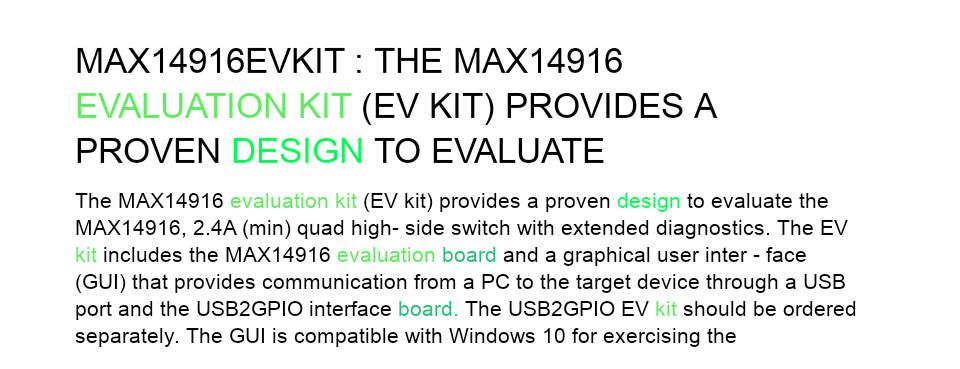 MAX14916EVKIT : THE MAX14916
EVALUATION KIT (EV KIT) PROVIDES A
PROVEN DESIGN TO EVALUATE
The MAX14916 evaluation kit (EV kit) provides a proven design to evaluate the
MAX14916, 2.4A (min) quad high- side switch with extended diagnostics. The EV
kit includes the MAX14916 evaluation board and a graphical user inter - face
(GUI) that provides communication from a PC to the target device through a USB
port and the USB2GPIO interface board. The USB2GPIO EV kit should be ordered
separately. The GUI is compatible with Windows 10 for exercising the